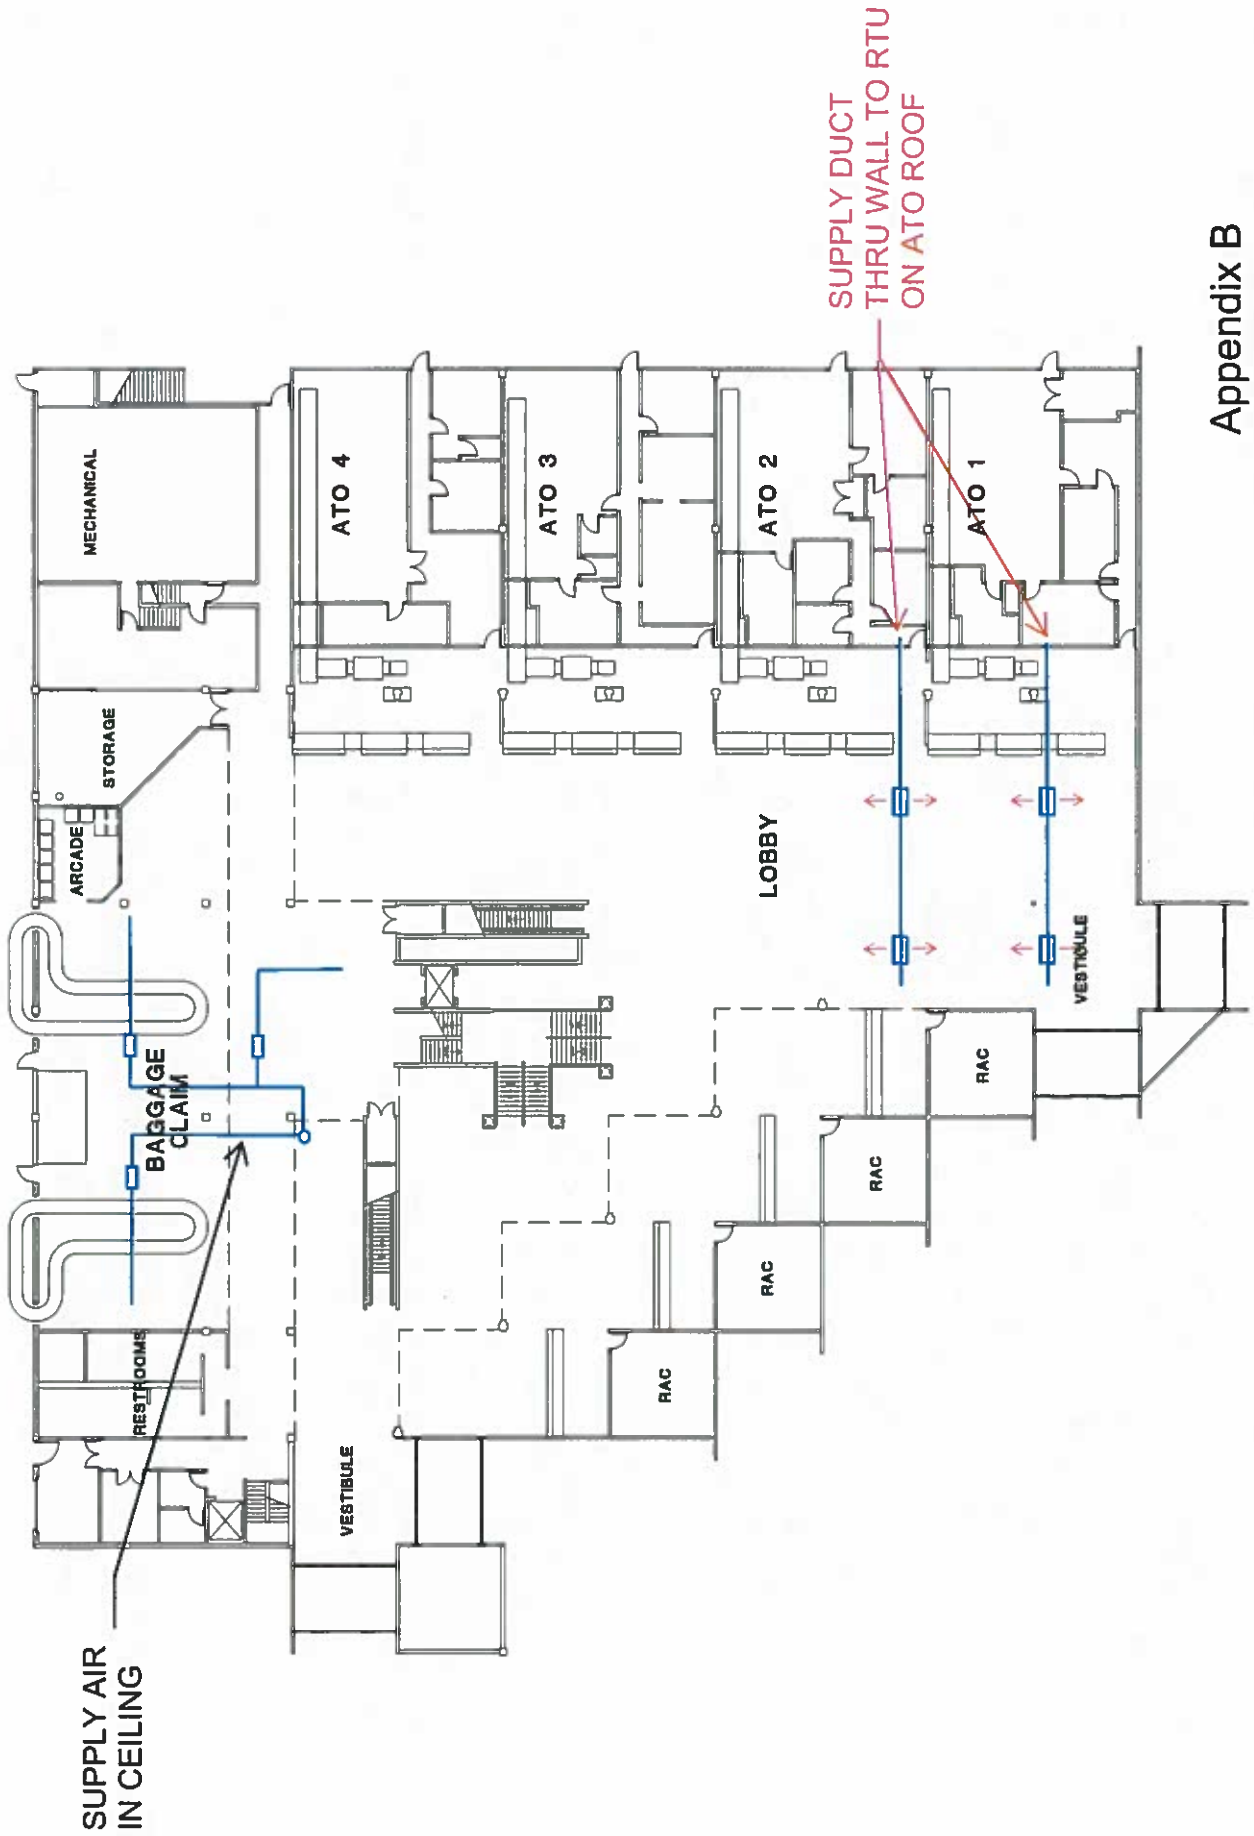 SUPPLY AIR
IN CEILING
RESTROOMS
BAGGAGE
CLAIM
ARCADE
STORAGE
MECHANICAL
VESTIBULE
ATO 4
ATO 3
ATO 2
ATO 1
LOBBY
RAC
RAC
RAC
RAC
VESTIBULE
SUPPLY DUCT
THRU WALL TO RTU
ON ATO ROOF
Appendix B